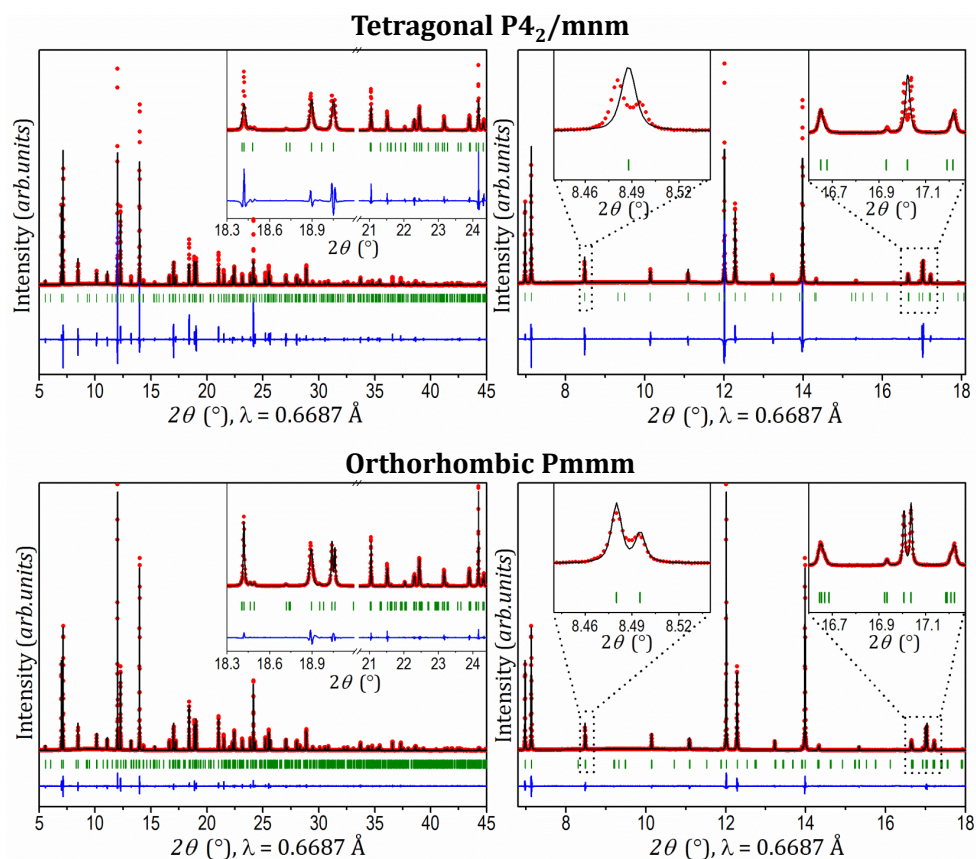 Tetragonal P4₂/mnm
Intensity (arb.units)
18.3 18.6 18.9 21 22 23 24
2θ (°)
5 10 15 20 25 30 35 40 45
2θ (°), λ = 0.6687 Å
Intensity (arb.units)
8.46 8.49 8.52
2θ (°)
16.7 16.9 17.1
2θ (°)
8 10 12 14 16 18
2θ (°), λ = 0.6687 Å
Orthorhombic Pmmm
Intensity (arb.units)
18.3 18.6 18.9 21 22 23 24
2θ (°)
5 10 15 20 25 30 35 40 45
2θ (°), λ = 0.6687 Å
Intensity (arb.units)
8.46 8.49 8.52
2θ (°)
16.7 16.9 17.1
2θ (°)
8 10 12 14 16 18
2θ (°), λ = 0.6687 Å